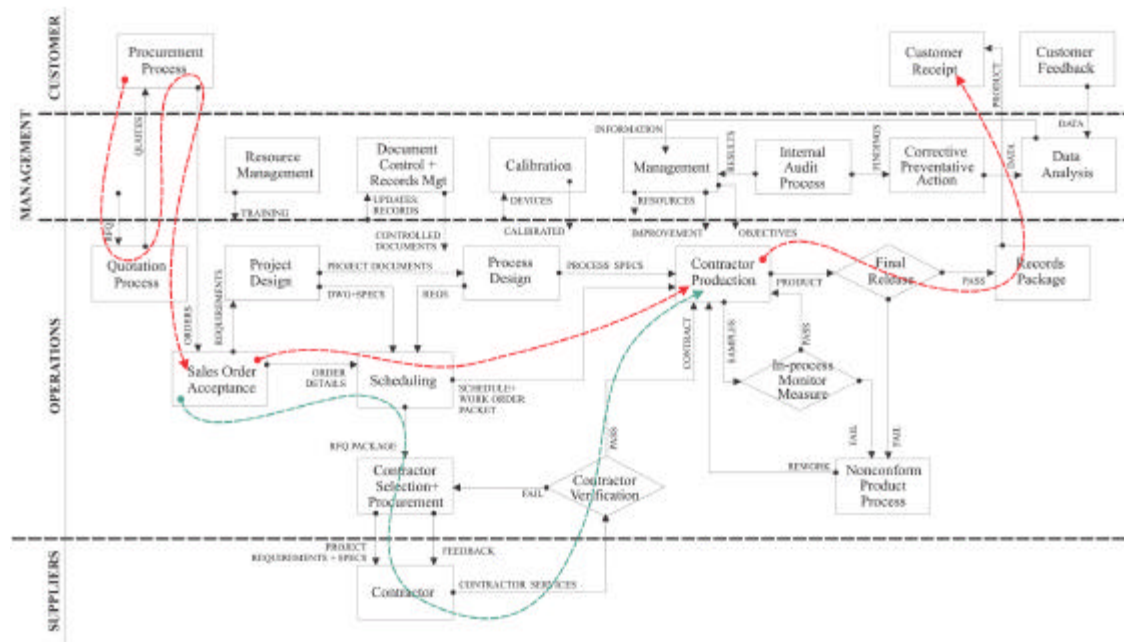 CUSTOMER
Procurement
Process
Customer
Receipt
Customer
Feedback
PRODUCT
QUOTES
MANAGEMENT
INFORMATION
DATA
Resource
Management
Document
Control +
Records Mgt
Calibration
Management
RESULTS
Internal
Audit
Process
FINDINGS
Corrective
Preventative
Action
DATA
Data
Analysis
TRAINING
UPDATES
RECORDS
DEVICES
RESOURCES
RFQ
CONTROLLED
DOCUMENTS
CALIBRATED
IMPROVEMENT
OBJECTIVES
OPERATIONS
Quotation
Process
Project
Design
PROJECT DOCUMENTS
Process
Design
PROCESS SPECS
Contractor
Production
PRODUCT
Final
Release
PASS
Records
Package
DWG+SPECS
REGS
ORDERS
REQUIREMENTS
CONTRACT
SAMPLES
PASS
Sales Order
Acceptance
ORDER
DETAILS
Scheduling
SCHEDULE+
WORK ORDER
PACKET
In-process
Monitor
Measure
PASS
FAIL
FAIL
RFQ PACKAGE
Contractor
Selection+
Procurement
FAIL
Contractor
Verification
REWORK
Nonconform
Product
Process
SUPPLIERS
PROJECT
REQUIREMENTS + SPECS
FEEDBACK
Contractor
CONTRACTOR SERVICES